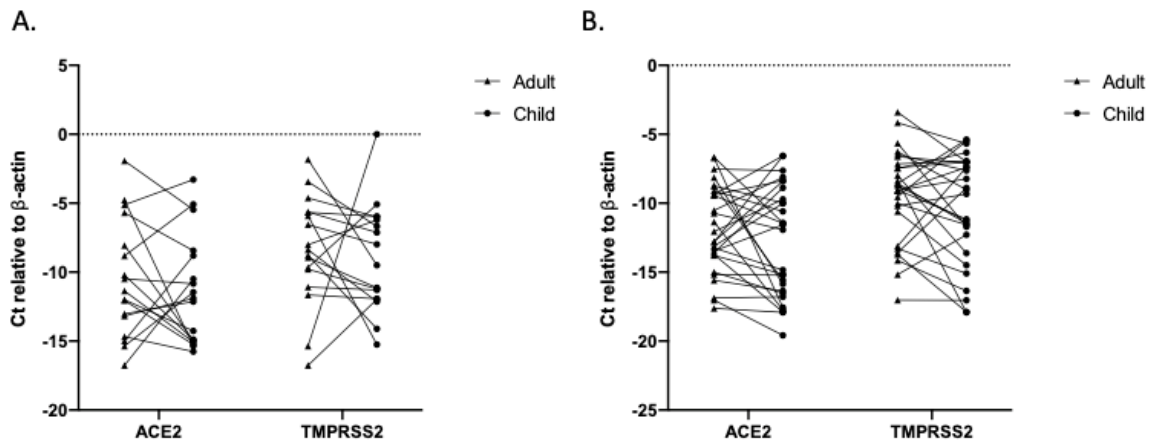 A.
Ct relative to β-actin
5
0
-5
-10
-15
-20
ACE2
TMPRSS2
Adult
Child
B.
Ct relative to β-actin
0
-5
-10
-15
-20
-25
ACE2
TMPRSS2
Adult
Child